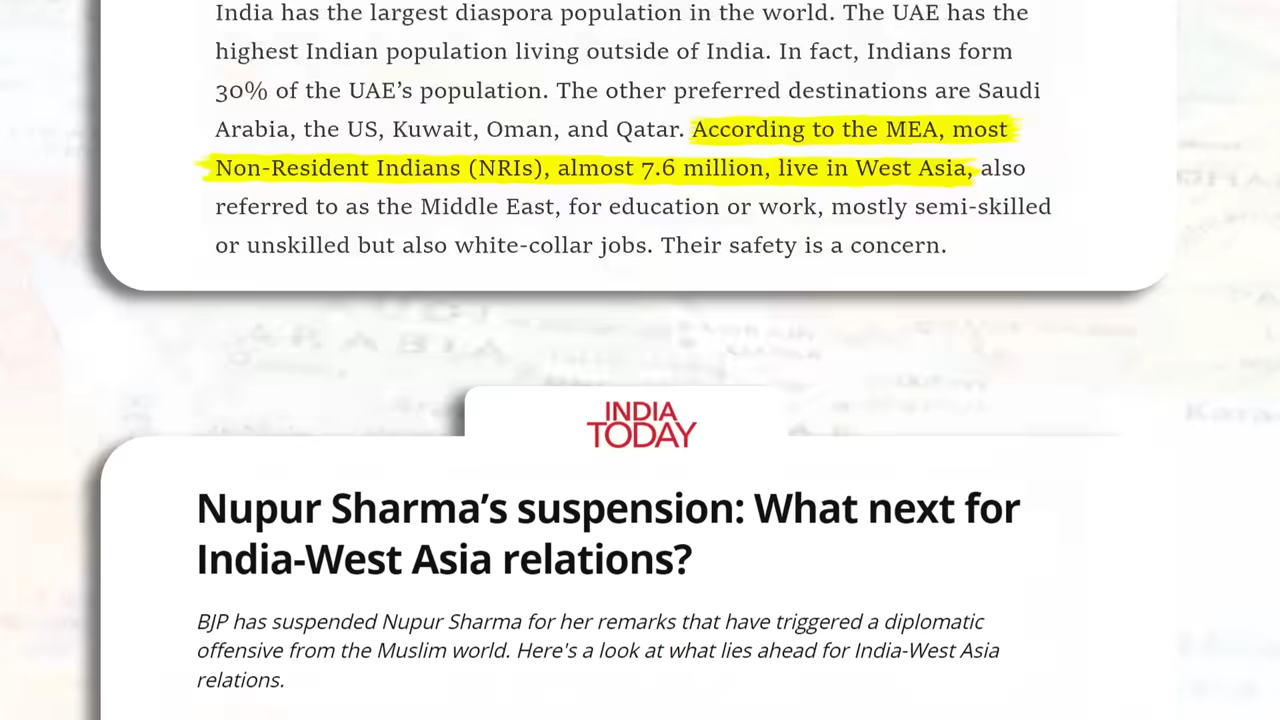 India has the largest diaspora population in the world. The UAE has the
highest Indian population living outside of India. In fact, Indians form
30% of the UAE’s population. The other preferred destinations are Saudi
Arabia, the US, Kuwait, Oman, and Qatar. According to the MEA, most
Non-Resident Indians (NRIs), almost 7.6 million, live in West Asia, also
referred to as the Middle East, for education or work, mostly semi-skilled
or unskilled but also white-collar jobs. Their safety is a concern.
ARABIA
INDIA
TODAY
Nupur Sharma’s suspension: What next for
India-West Asia relations?
BJP has suspended Nupur Sharma for her remarks that have triggered a diplomatic
offensive from the Muslim world. Here's a look at what lies ahead for India-West Asia
relations.